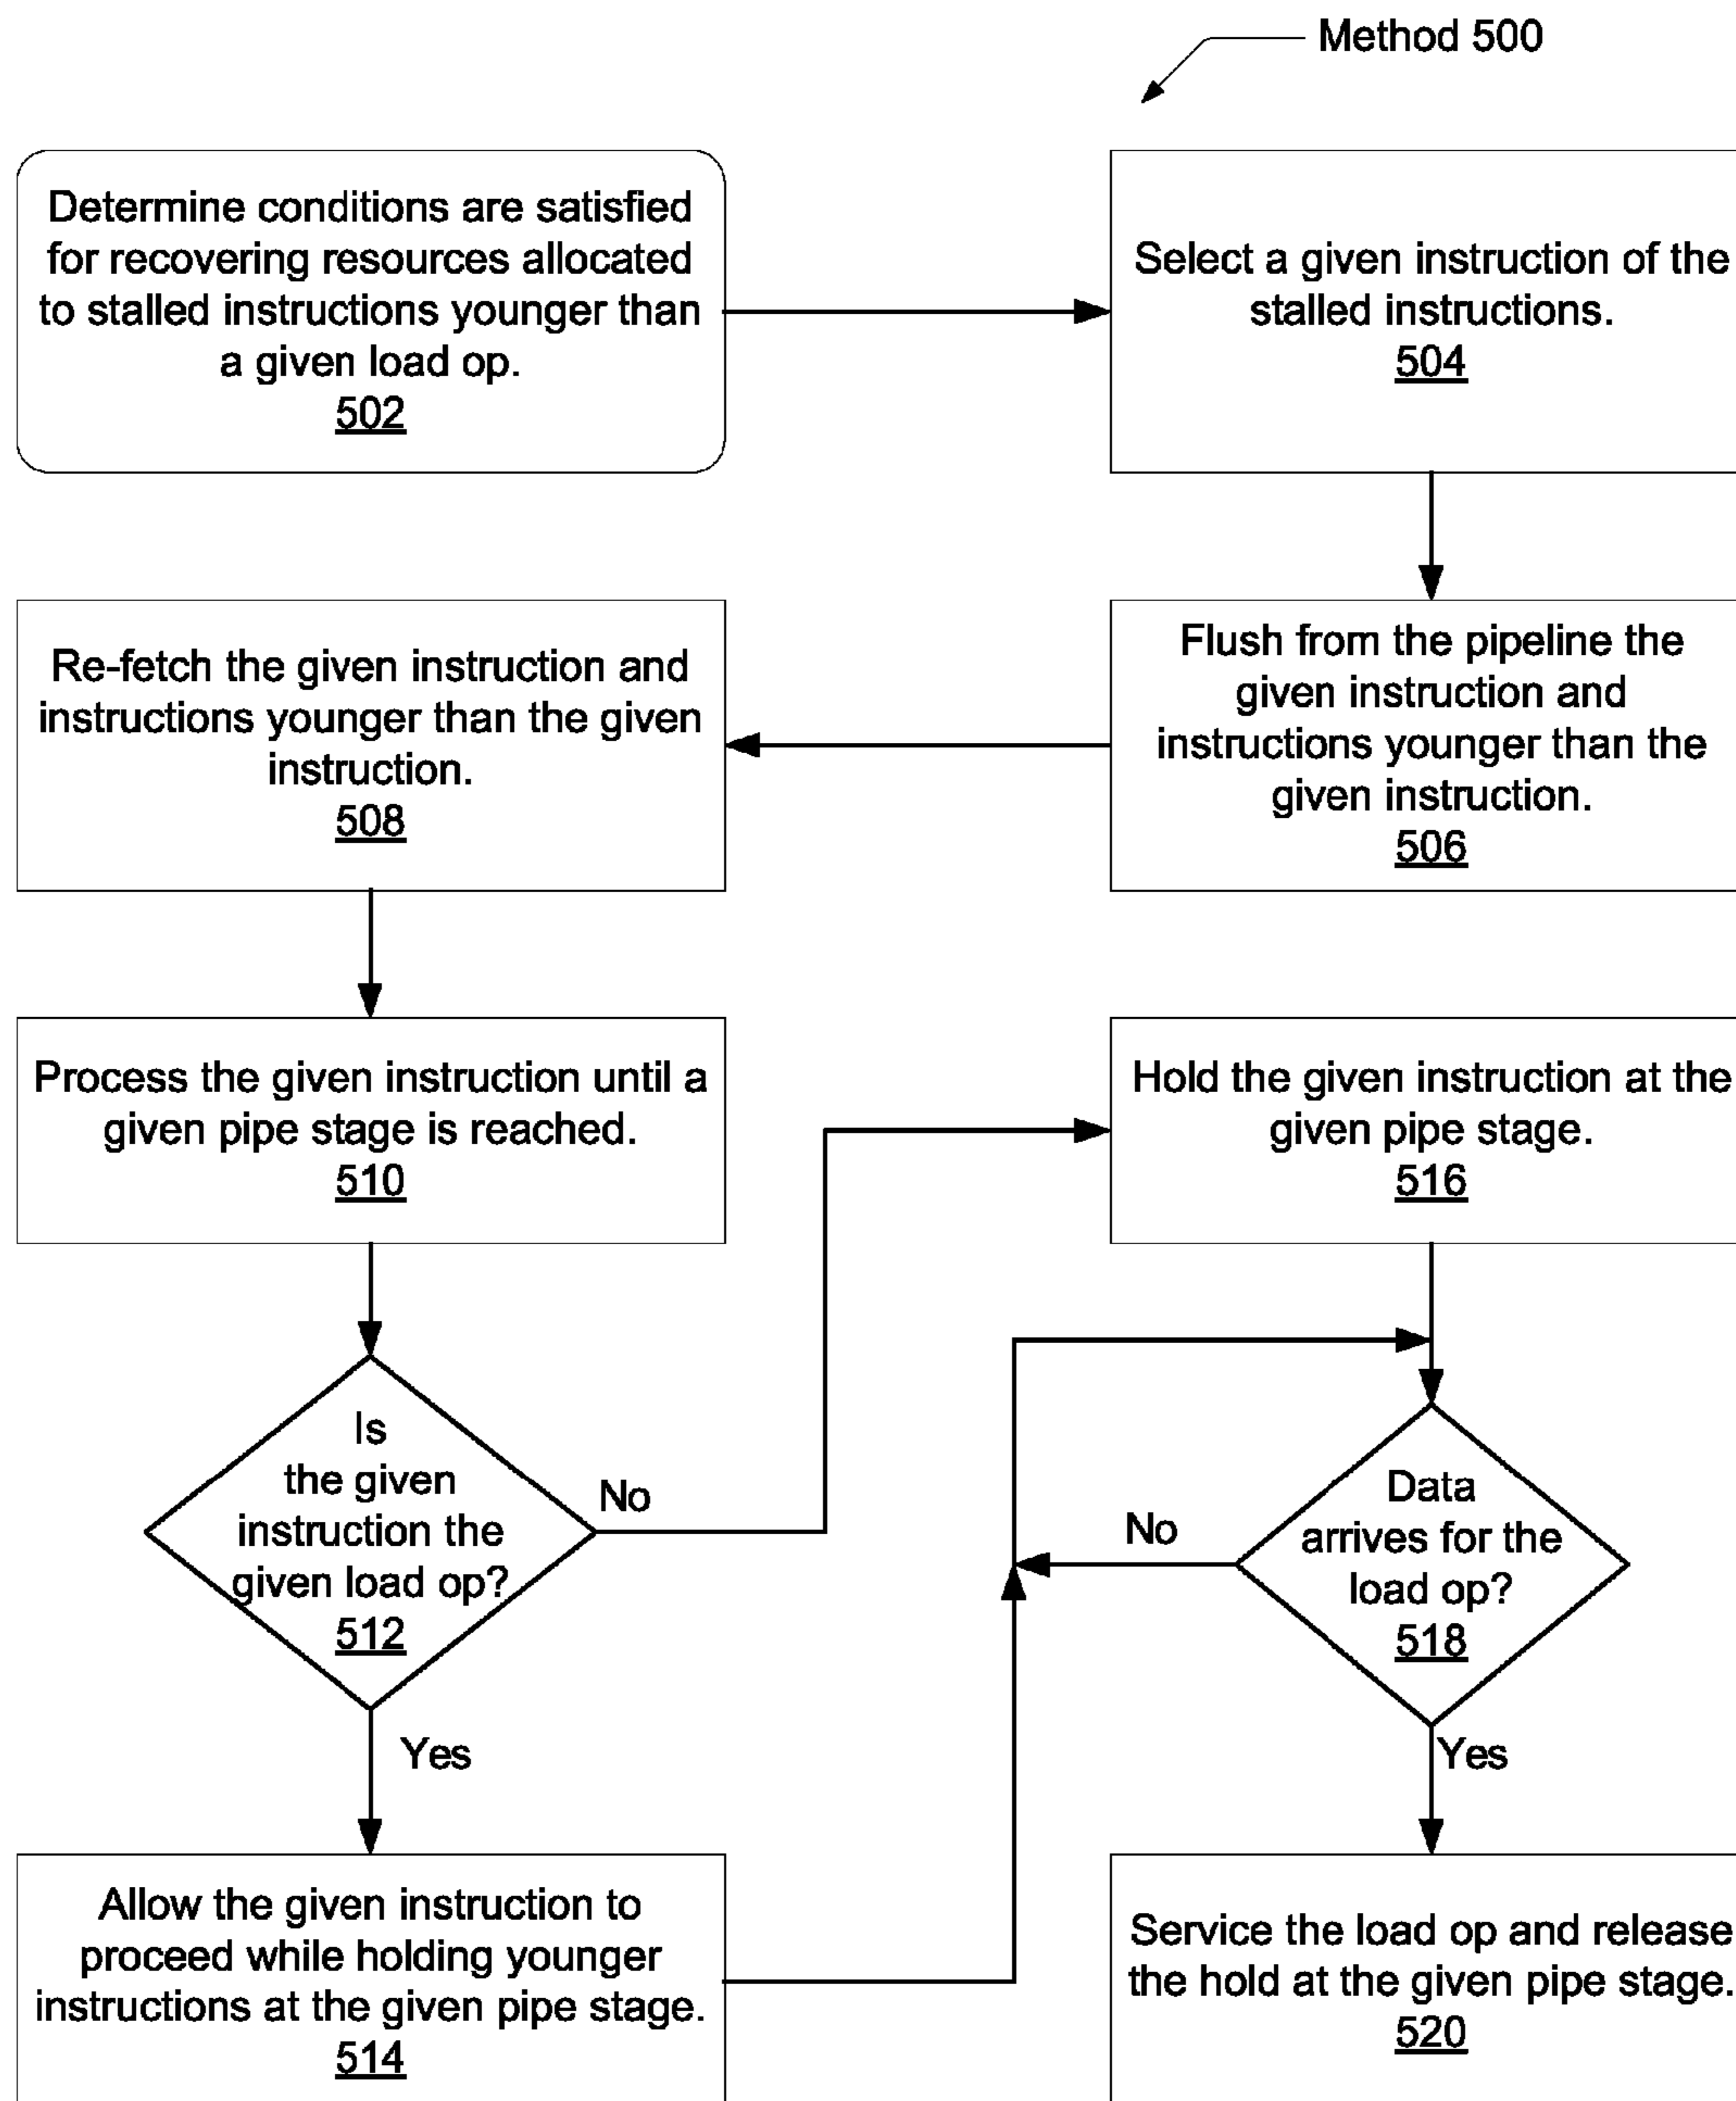 Method 500
Determine conditions are satisfied
for recovering resources allocated
to stalled instructions younger than
a given load op.
502
Select a given instruction of the
stalled instructions.
504
Flush from the pipeline the
given instruction and
instructions younger than the
given instruction.
506
Re-fetch the given instruction and
instructions younger than the given
instruction.
508
Process the given instruction until a
given pipe stage is reached.
510
Is
the given
instruction the
given load op?
512
No
Yes
Allow the given instruction to
proceed while holding younger
instructions at the given pipe stage.
514
Hold the given instruction at the
given pipe stage.
516
Data
arrives for the
load op?
518
No
Yes
Service the load op and release
the hold at the given pipe stage.
520